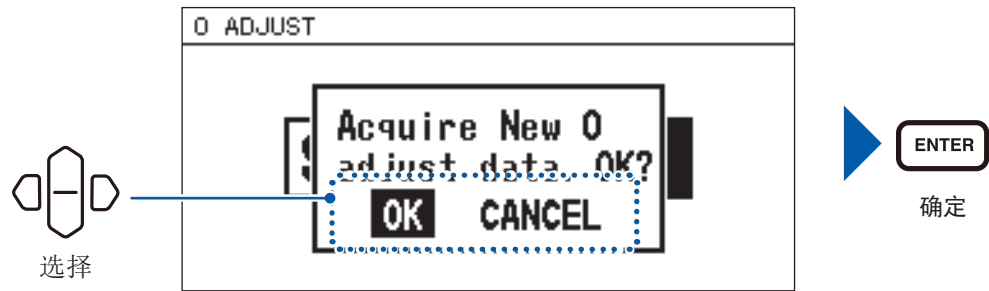 0 ADJUST
Acquire New 0
adjust data. OK?
OK CANCEL
选择
ENTER
确定